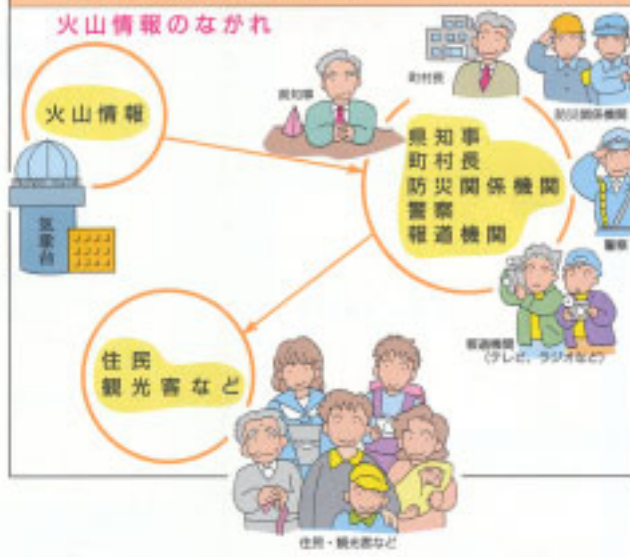 火山情報のながれ
火山情報
気象台
県知事
町村長
防災関係機関
県知事
町村長
防災関係機関
警察
報道機関
警察
報道機関
(テレビ、ラジオなど)
住民
観光客など
住民・観光客など